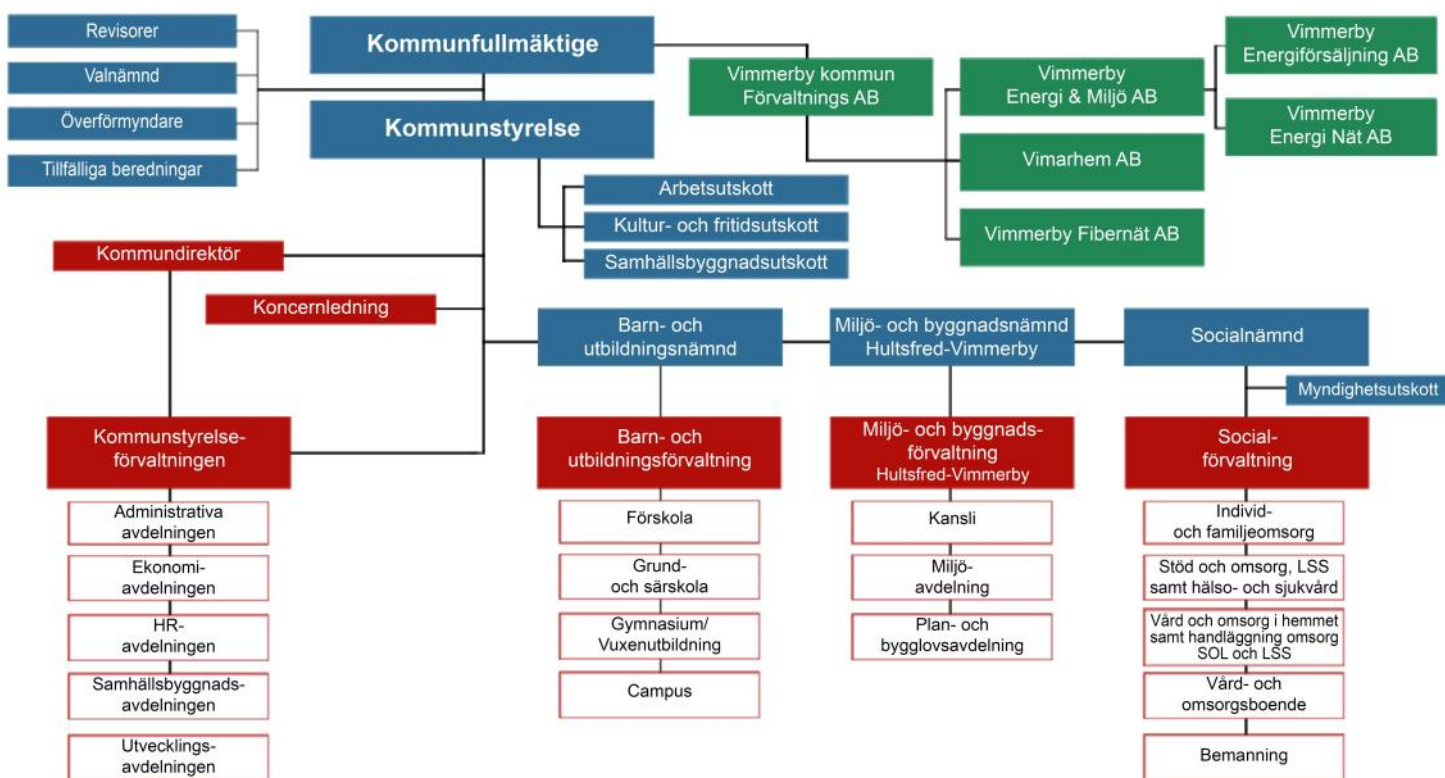 Revisorer
Valnämnd
Överförmyndare
Tillfälliga beredningar
Kommunfullmäktige
Kommunstyrelse
Vimmerby kommun
Förvaltnings AB
Vimmerby
Energi & Miljö AB
Vimarhem AB
Vimmerby Fibernät AB
Vimmerby
Energiförsäljning AB
Vimmerby
Energi Nät AB
Arbetsutskott
Kultur- och fritidsutskott
Samhällsbyggnadsutskott
Kommundirektör
Koncernledning
Barn- och
utbildningsnämnd
Miljö- och byggnadsnämnd
Hultsfred-Vimmerby
Socialnämnd
Myndighetsutskott
Kommunstyrelse-
förvaltningen
Administrativa
avdelningen
Ekonomi-
avdelningen
HR-
avdelningen
Samhällsbyggnads-
avdelningen
Utvecklings-
avdelningen
Barn- och
utbildningsförvaltning
Förskola
Grund-
och särskola
Gymnasium/
Vuxenutbildning
Campus
Miljö- och byggnads-
förvaltning
Hultsfred-Vimmerby
Kansli
Miljö-
avdelning
Plan- och
bygglovsavdelning
Social-
förvaltning
Individ-
och familjeomsorg
Stöd och omsorg, LSS
samt hälso- och sjukvård
Vård och omsorg i hemmet
samt handläggning omsorg
SOL och LSS
Vård- och
omsorgsboende
Bemanning